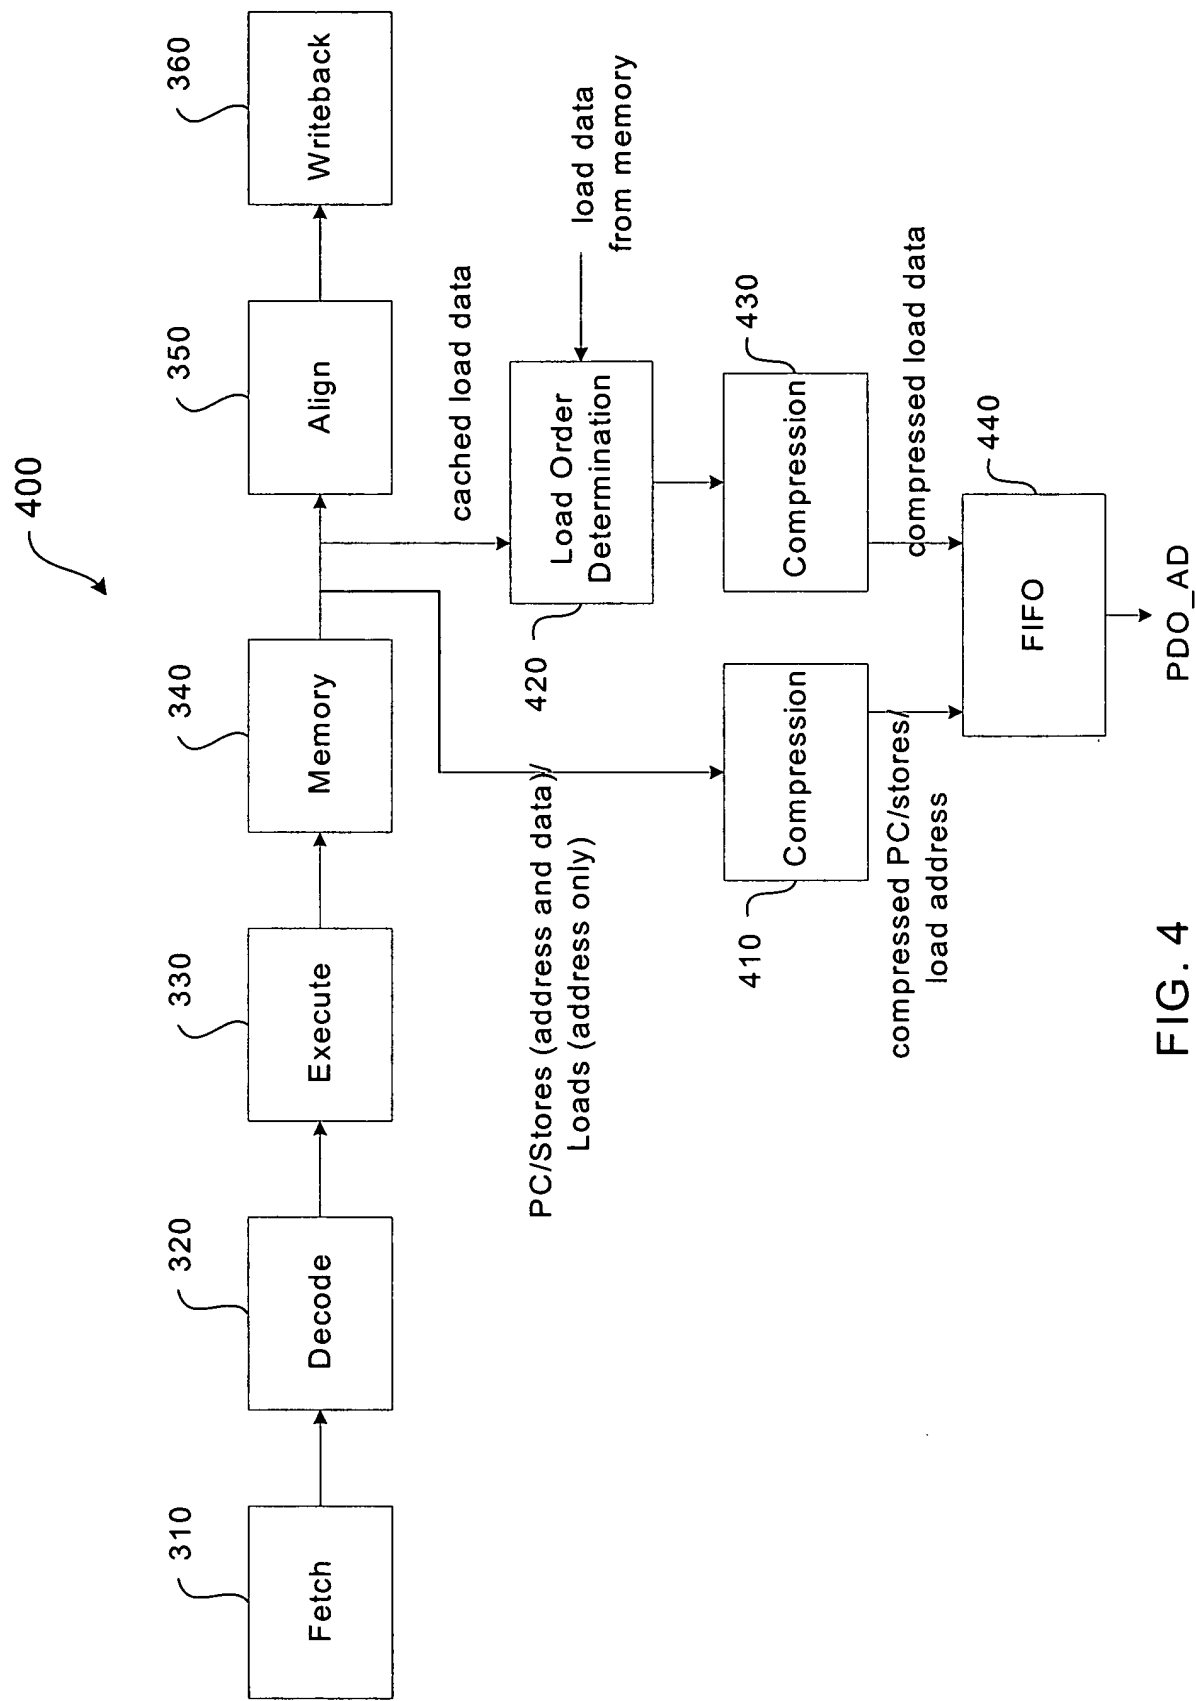 400
310
320
330
340
350
360
Fetch
Decode
Execute
Memory
Align
Writeback
cached load data
PC/Stores (address and data)/
Loads (address only)
420
Load Order
Determination
load data
from memory
410
Compression
430
Compression
compressed PC/stores/
load address
compressed load data
440
FIFO
PDO_AD
FIG. 4